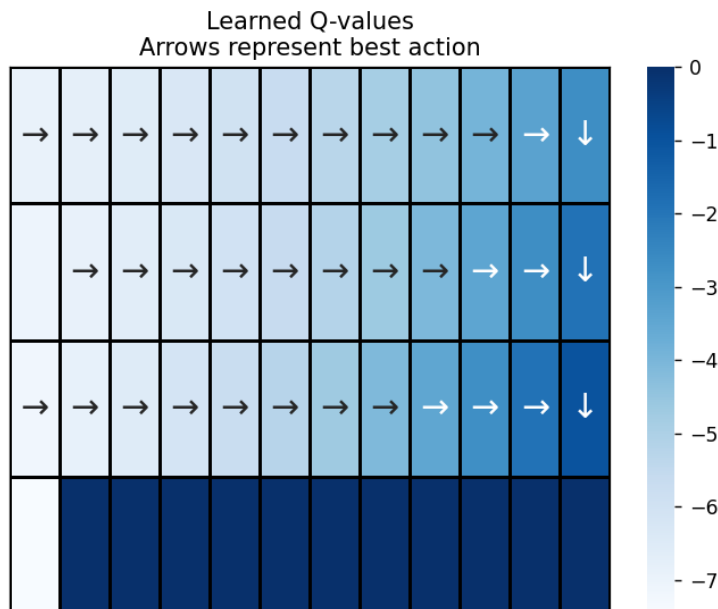 Learned Q-values
Arrows represent best action
→ → → → → → → → → → → ↓
→ → → → → → → → → → ↓
→ → → → → → → → → → → ↓
0
−1
−2
−3
−4
−5
−6
−7